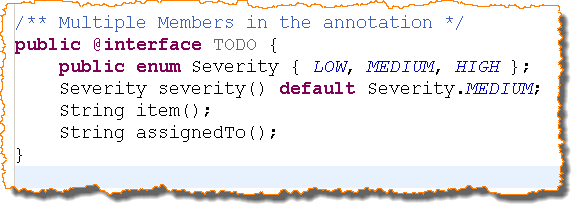 /** Multiple Members in the annotation */
public @interface TODO {
    public enum Severity { LOW, MEDIUM, HIGH };
    Severity severity() default Severity.MEDIUM;
    String item();
    String assignedTo();
}